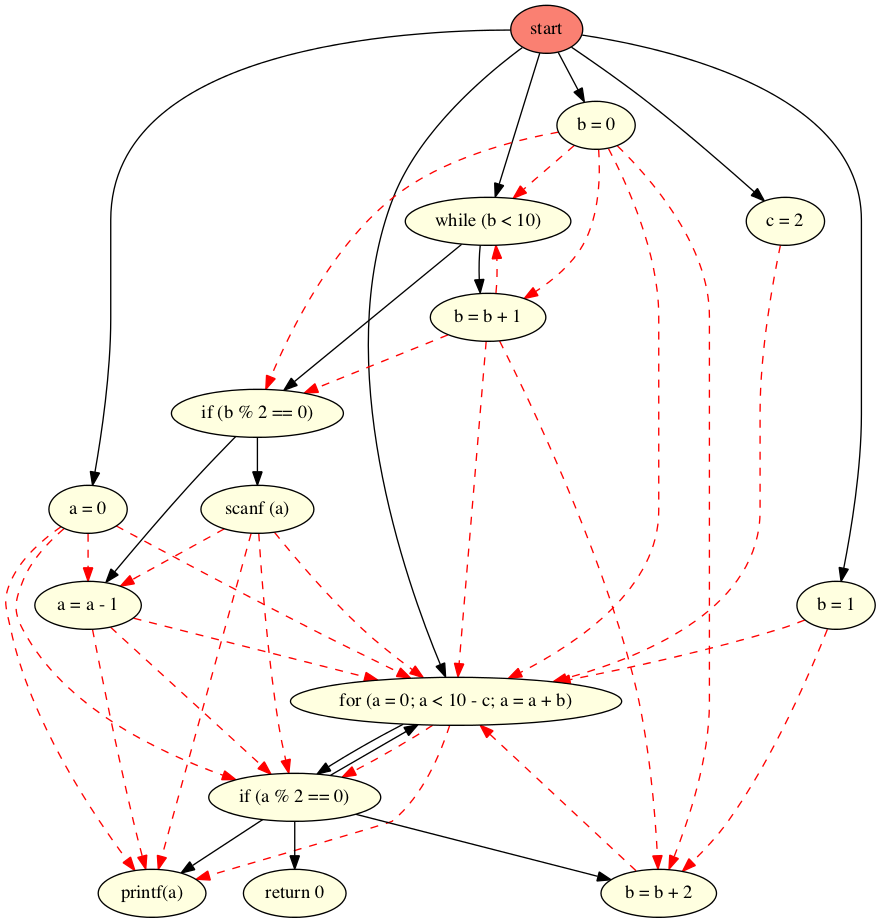 start
b = 0
while (b < 10)
c = 2
b = b + 1
if (b % 2 == 0)
a = 0
scanf (a)
a = a - 1
b = 1
for (a = 0; a < 10 - c; a = a + b)
if (a % 2 == 0)
printf(a)
return 0
b = b + 2